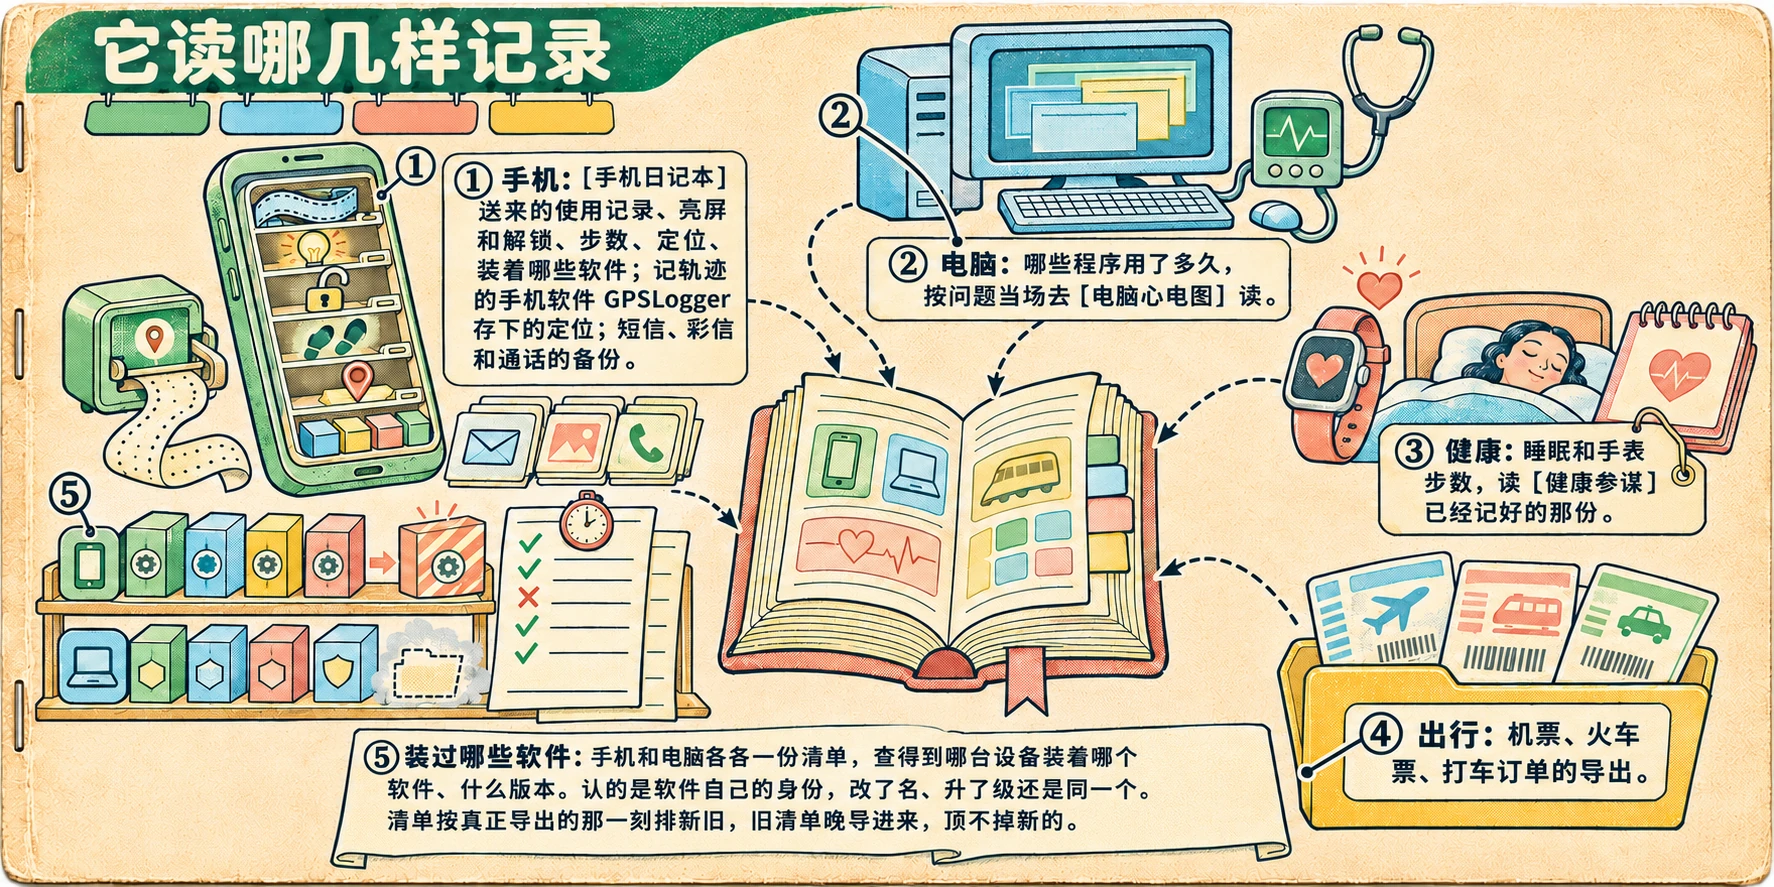 它读哪几样记录
①
① 手机：[手机日记本]
送来的使用记录、亮屏
和解锁、步数、定位、
装着哪些软件；记轨迹
的手机软件 GPSLogger
存下的定位；短信、彩信
和通话的备份。
②
② 电脑：哪些程序用了多久，
按问题当场去 [电脑心电图] 读。
③ 健康：睡眠和手表
步数，读 [健康参谋]
已经记好的那份。
④ 出行：机票、火车
票、打车订单的导出。
⑤
⑤ 装过哪些软件：手机和电脑各各一份清单，查得到哪台设备装着哪个
软件、什么版本。认的是软件自己的身份，改了名、升了级还是同一个。
清单按真正导出的那一刻排新旧，旧清单晚导进来，顶不掉新的。